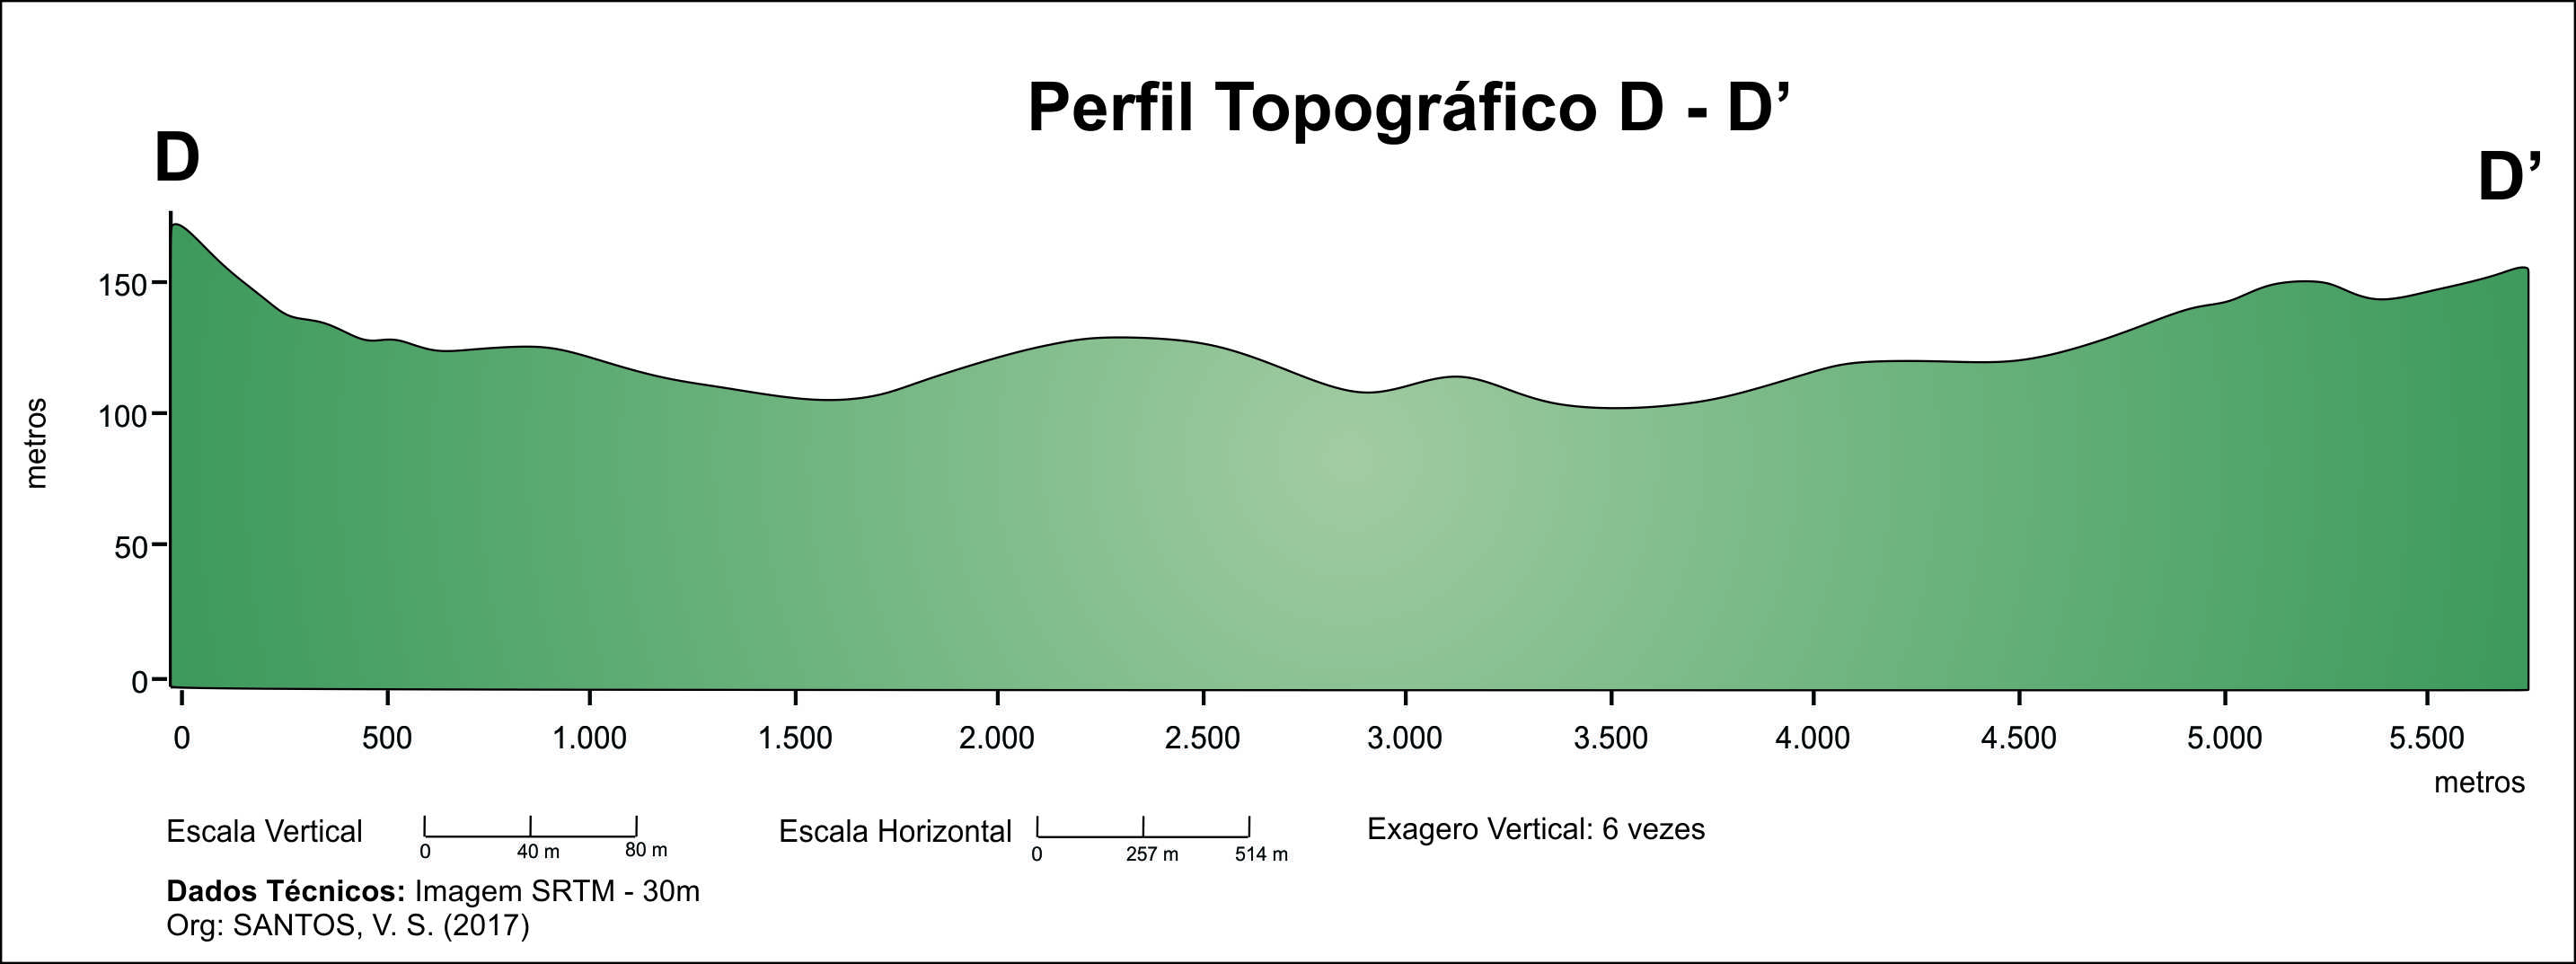 Perfil Topográfico D - D’
D
D’
metros
150
100
50
0
0 500 1.000 1.500 2.000 2.500 3.000 3.500 4.000 4.500 5.000 5.500
metros
Escala Vertical 0 40 m 80 m
Escala Horizontal 0 257 m 514 m
Exagero Vertical: 6 vezes
Dados Técnicos: Imagem SRTM - 30m
Org: SANTOS, V. S. (2017)